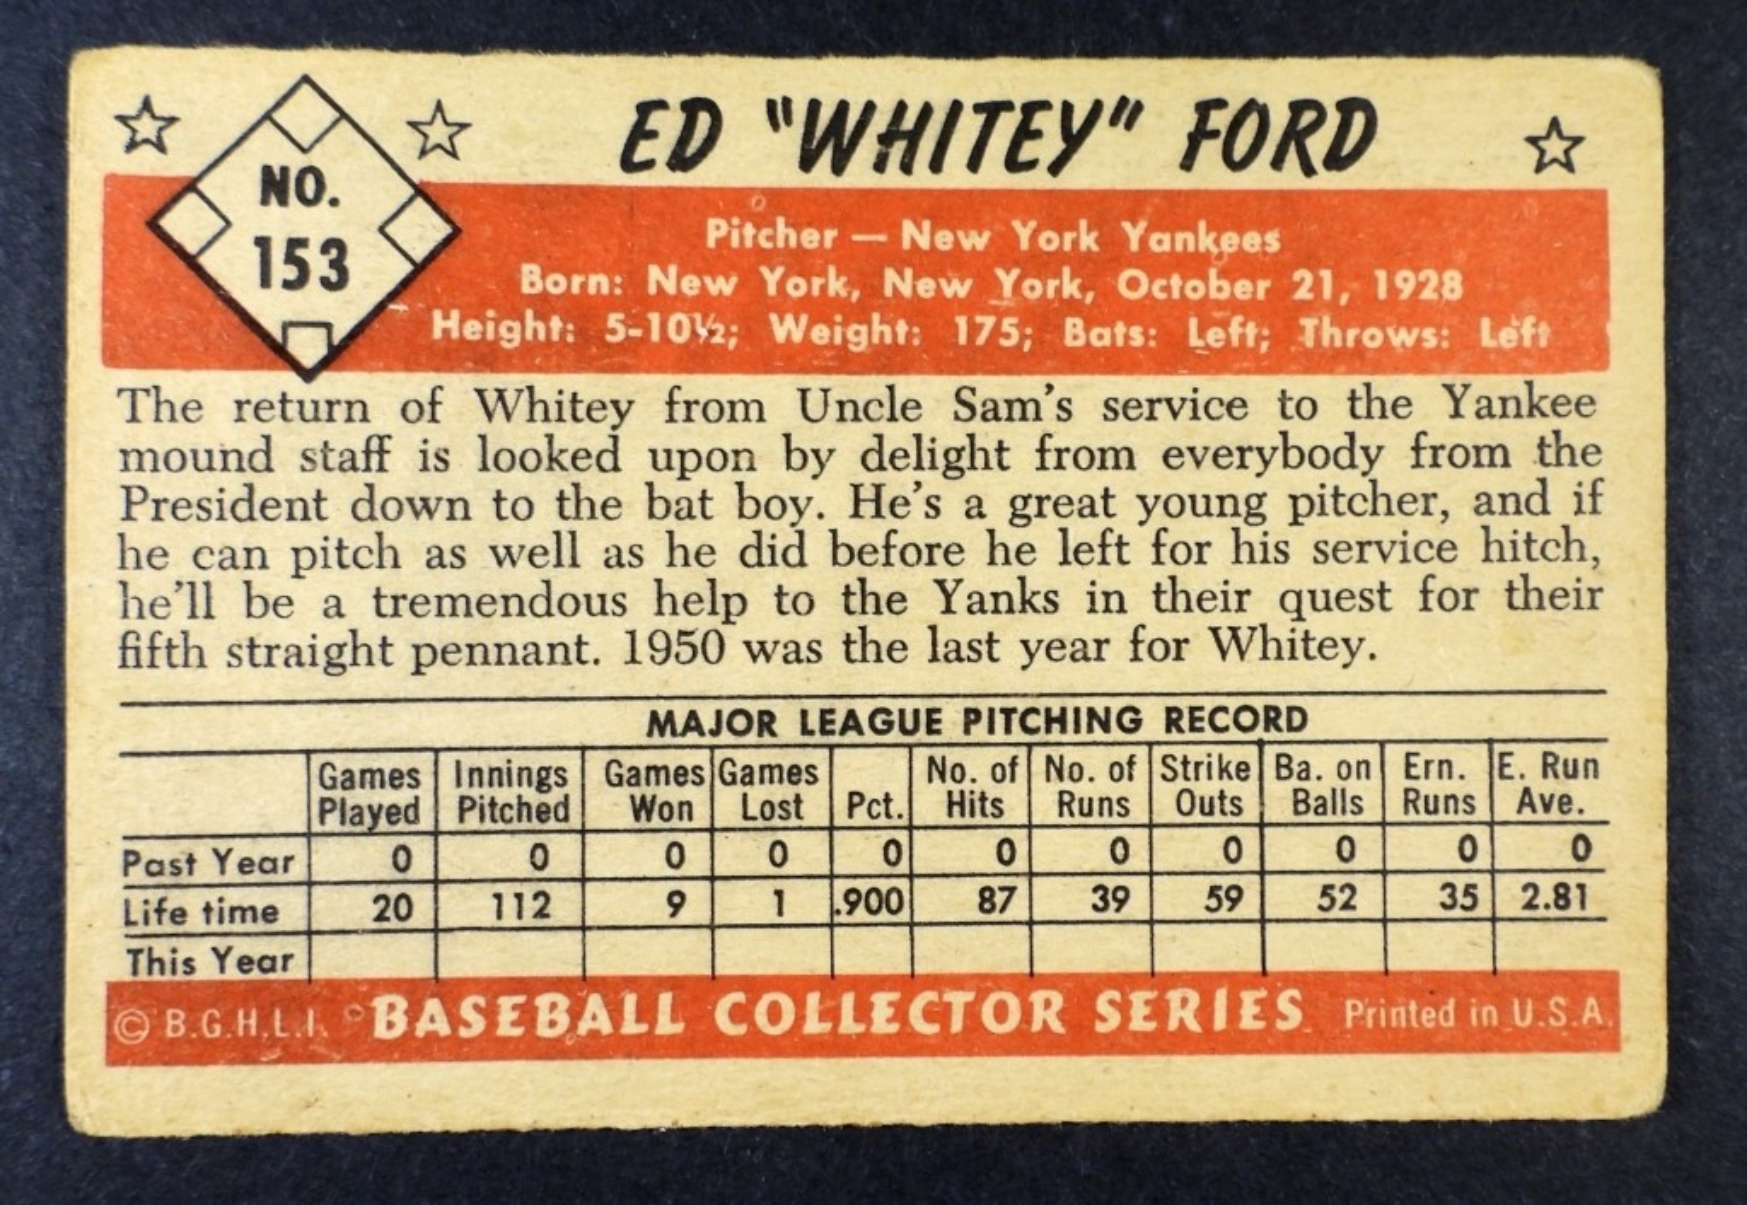 ED "WHITEY" FORD
NO.
153
Pitcher — New York Yankees
Born: New York, New York, October 21, 1928
Height: 5-10½; Weight: 175; Bats: Left; Throws: Left
The return of Whitey from Uncle Sam's service to the Yankee
mound staff is looked upon by delight from everybody from the
President down to the bat boy. He's a great young pitcher, and if
he can pitch as well as he did before he left for his service hitch,
he'll be a tremendous help to the Yanks in their quest for their
fifth straight pennant. 1950 was the last year for Whitey.
MAJOR LEAGUE PITCHING RECORD
Games Played Innings Pitched Games Won Games Lost Pct. No. of Hits No. of Runs Strike Outs Ba. on Balls Ern. Runs E. Run Ave.
Past Year 0 0 0 0 0 0 0 0 0 0 0
Life time 20 112 9 1 .900 87 39 59 52 35 2.81
This Year
© B.G.H.L.I. BASEBALL COLLECTOR SERIES Printed in U.S.A.